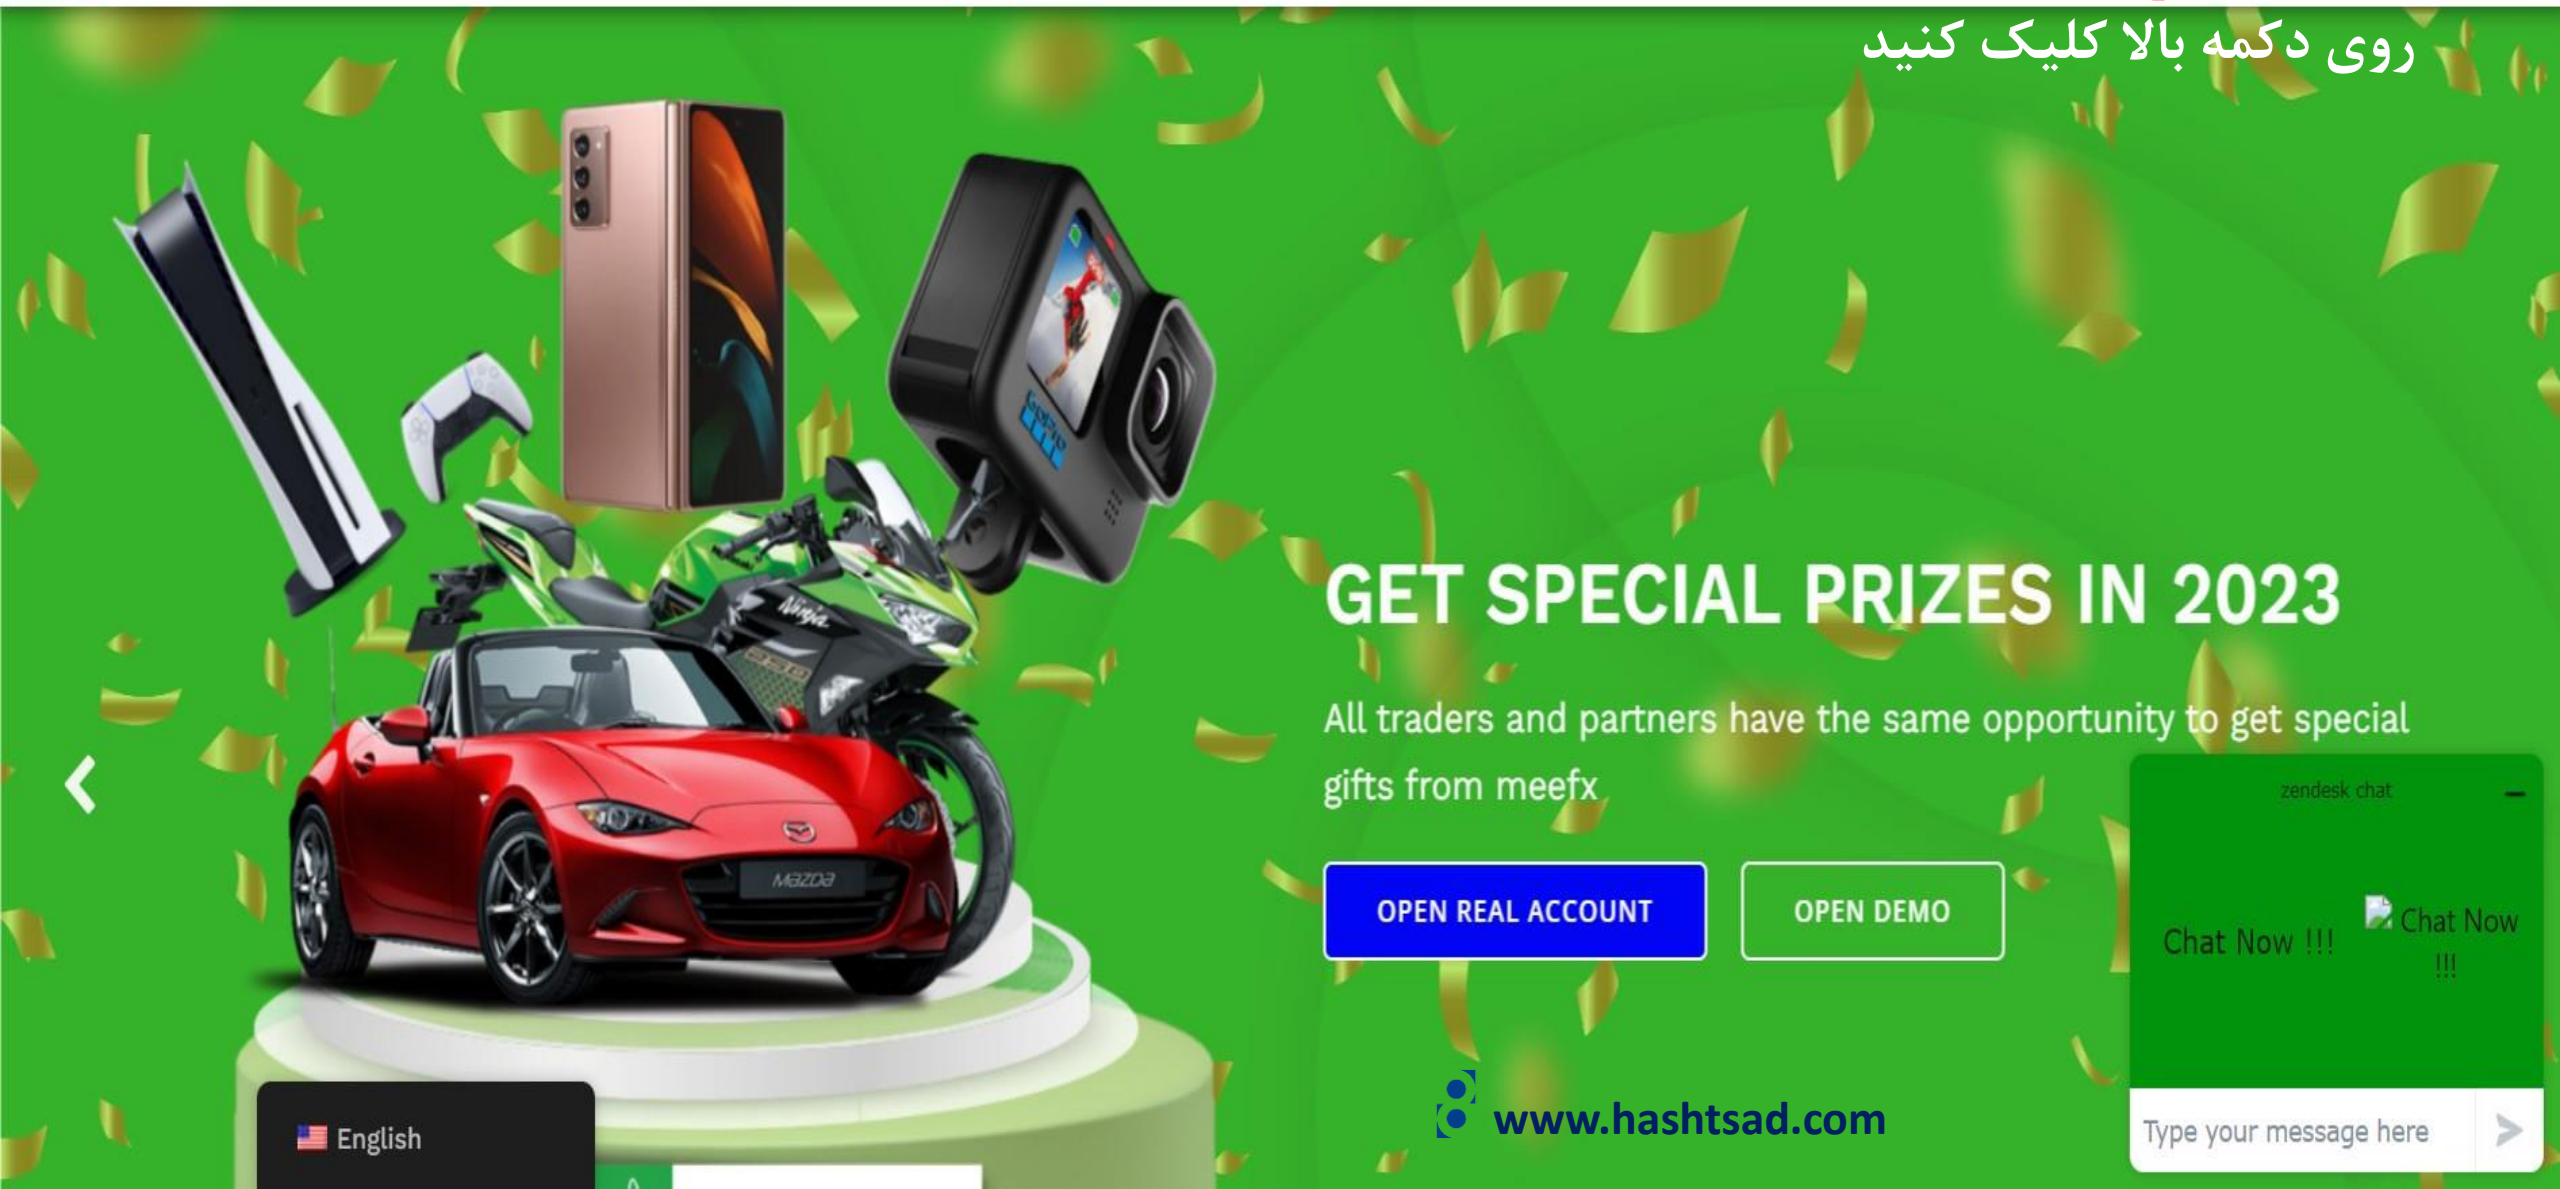 روی دکمه بالا کلیک کنید
GoPro
Ninja
MAZDA
GET SPECIAL PRIZES IN 2023
All traders and partners have the same opportunity to get special
gifts from meefx
OPEN REAL ACCOUNT
OPEN DEMO
zendesk chat
Chat Now !!!
Chat Now
!!!
www.hashtsad.com
English
Type your message here